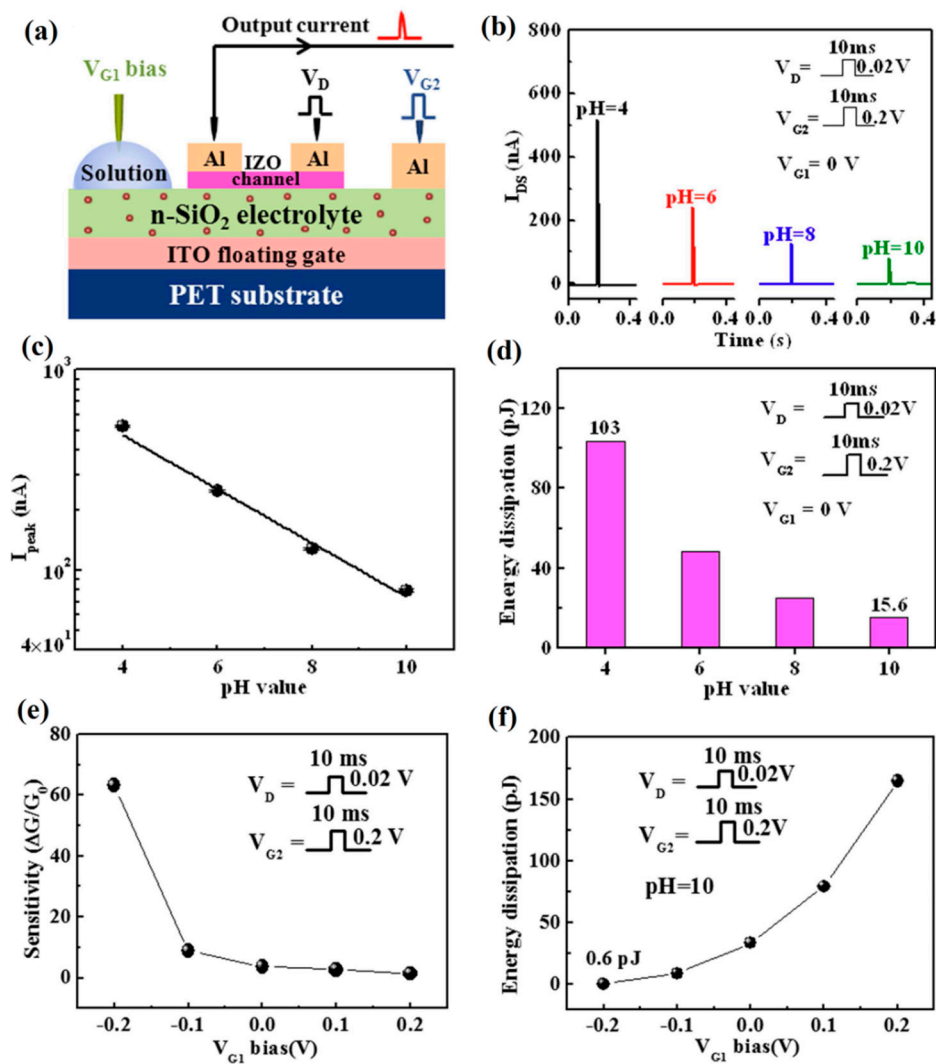 (a)
Output current
V_G1 bias
V_D
V_G2
Solution
Al
IZO
Al
Al
channel
n-SiO₂ electrolyte
ITO floating gate
PET substrate
(b)
800
600
400
200
0
I_DS (nA)
10ms
V_D= 0.02V
10ms
V_G2= 0.2V
V_G1= 0 V
pH=4
pH=6
pH=8
pH=10
0.0 0.4 0.0 0.4 0.0 0.4 0.0 0.4
Time (s)
(c)
10³
10²
4×10¹
I_peak (nA)
4 6 8 10
pH value
(d)
120
80
40
0
Energy dissipation (pJ)
10ms
V_D = 0.02V
10ms
V_G2= 0.2V
V_G1 = 0 V
103
15.6
4 6 8 10
pH value
(e)
80
60
40
20
0
Sensitivity (ΔG/G₀)
10 ms
V_D= 0.02 V
10 ms
V_G2= 0.2 V
-0.2 -0.1 0.0 0.1 0.2
V_G1 bias(V)
(f)
200
150
100
50
0
Energy dissipation (pJ)
10 ms
V_D= 0.02V
10 ms
V_G2= 0.2V
pH=10
0.6 pJ
-0.2 -0.1 0.0 0.1 0.2
V_G1 bias(V)